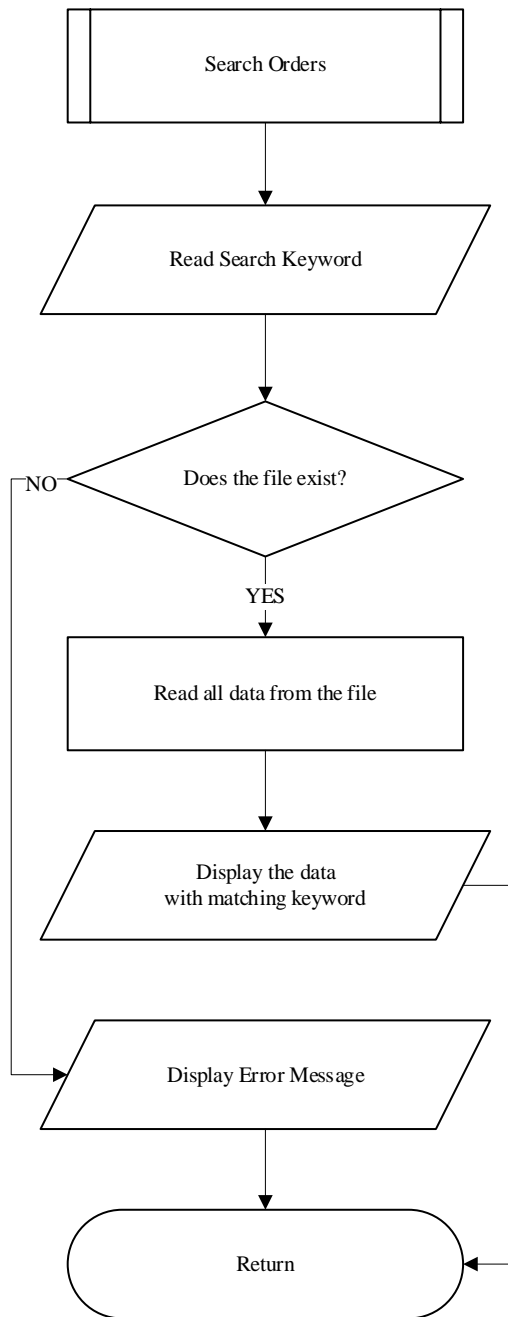 Search Orders
Read Search Keyword
Does the file exist?
NO
YES
Read all data from the file
Display the data
with matching keyword
Display Error Message
Return